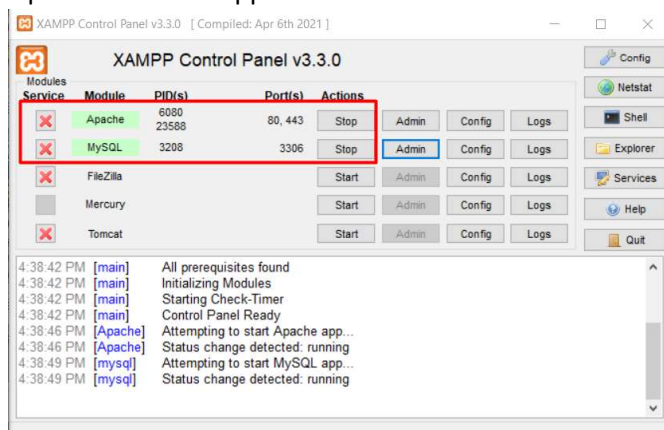 XAMPP Control Panel v3.3.0 [ Compiled: Apr 6th 2021 ]
XAMPP Control Panel v3.3.0
Config
Modules
Service Module PID(s) Port(s) Actions
Netstat
Apache 6080 23588 80, 443 Stop Admin Config Logs
Shell
MySQL 3208 3306 Stop Admin Config Logs
Explorer
FileZilla Start Admin Config Logs
Services
Mercury Start Admin Config Logs
Help
Tomcat Start Admin Config Logs
Quit
4:38:42 PM [main] All prerequisites found
4:38:42 PM [main] Initializing Modules
4:38:42 PM [main] Starting Check-Timer
4:38:42 PM [main] Control Panel Ready
4:38:46 PM [Apache] Attempting to start Apache app...
4:38:46 PM [Apache] Status change detected: running
4:38:49 PM [mysql] Attempting to start MySQL app...
4:38:49 PM [mysql] Status change detected: running